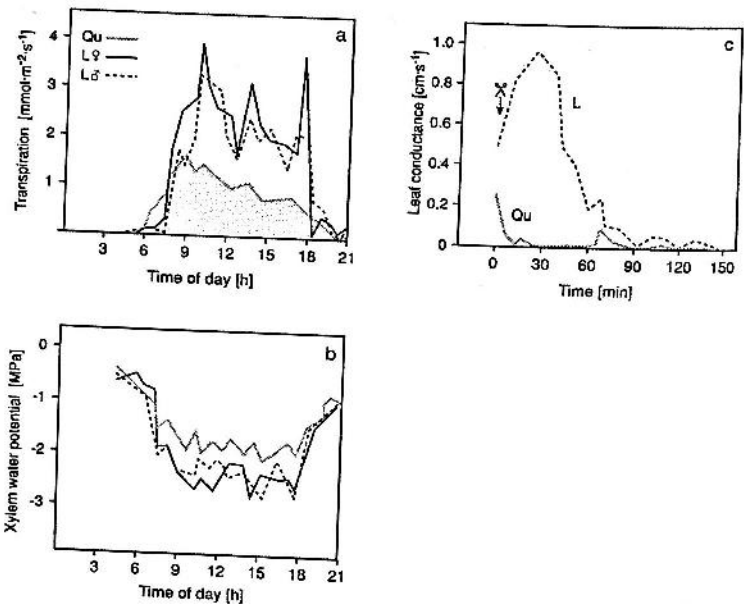 a
Transpiration [mmol·m⁻²·s⁻¹]
4
3
2
1
Qu
L♀
L♂
3 6 9 12 15 18 21
Time of day [h]
c
Leaf conductance [cm·s⁻¹]
1.0
0.8
0.6
0.4
0.2
0
L
Qu
0 30 60 90 120 150
Time [min]
b
Xylem water potential [MPa]
0
-1
-2
-3
3 6 9 12 15 18 21
Time of day [h]